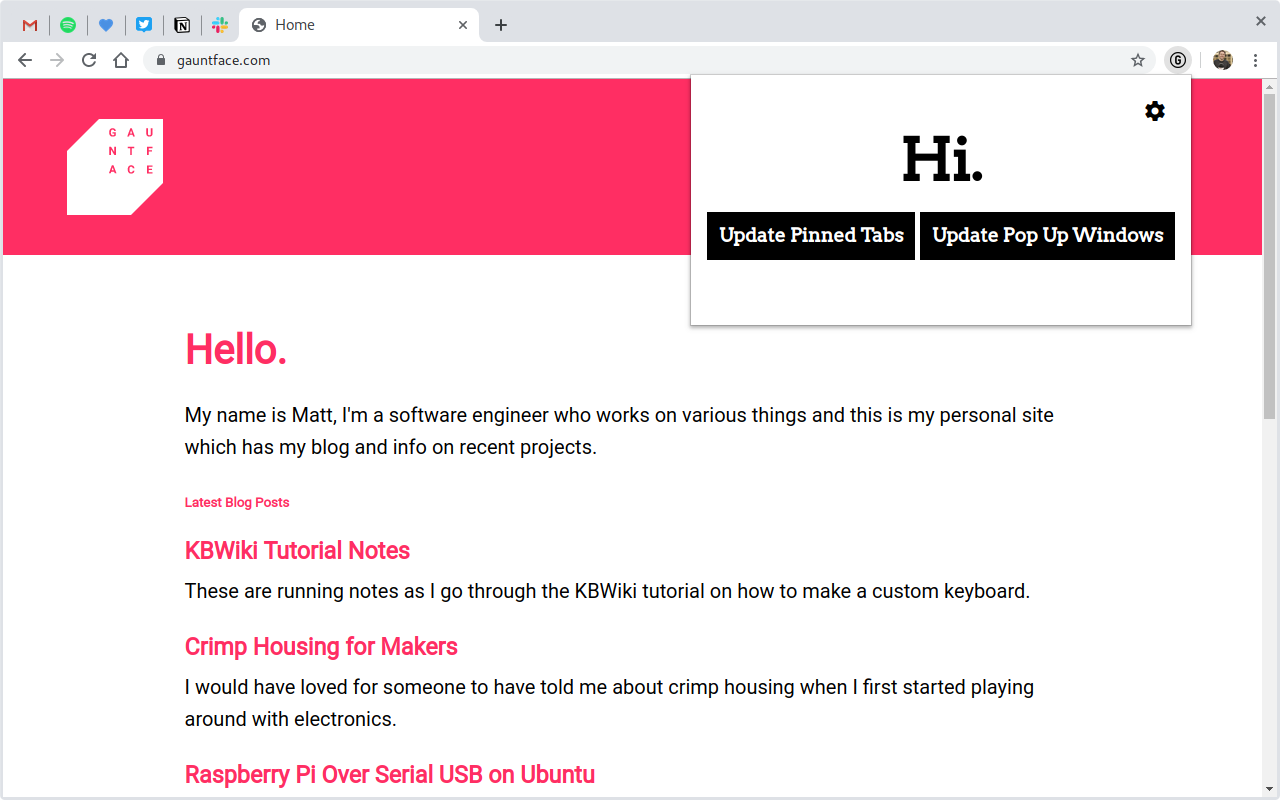 Home
gauntface.com
G
G A U
N T F
A C E
Hi.
Update Pinned Tabs
Update Pop Up Windows
Hello.
My name is Matt, I'm a software engineer who works on various things and this is my personal site
which has my blog and info on recent projects.
Latest Blog Posts
KBWiki Tutorial Notes
These are running notes as I go through the KBWiki tutorial on how to make a custom keyboard.
Crimp Housing for Makers
I would have loved for someone to have told me about crimp housing when I first started playing
around with electronics.
Raspberry Pi Over Serial USB on Ubuntu